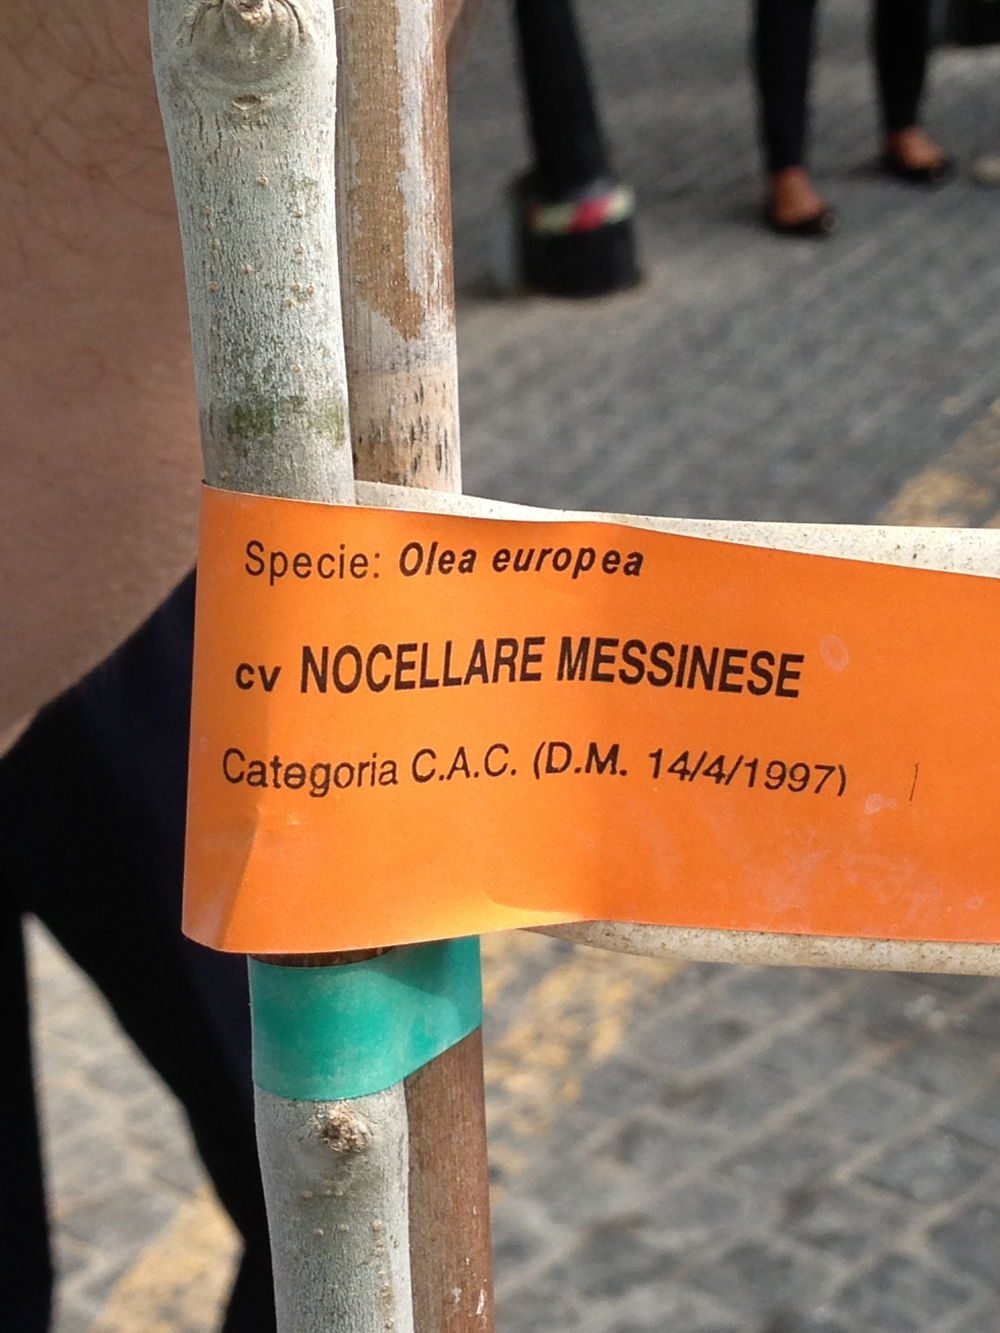 Specie: Olea europea
cv NOCELLARE MESSINESE
Categoria C.A.C. (D.M. 14/4/1997)